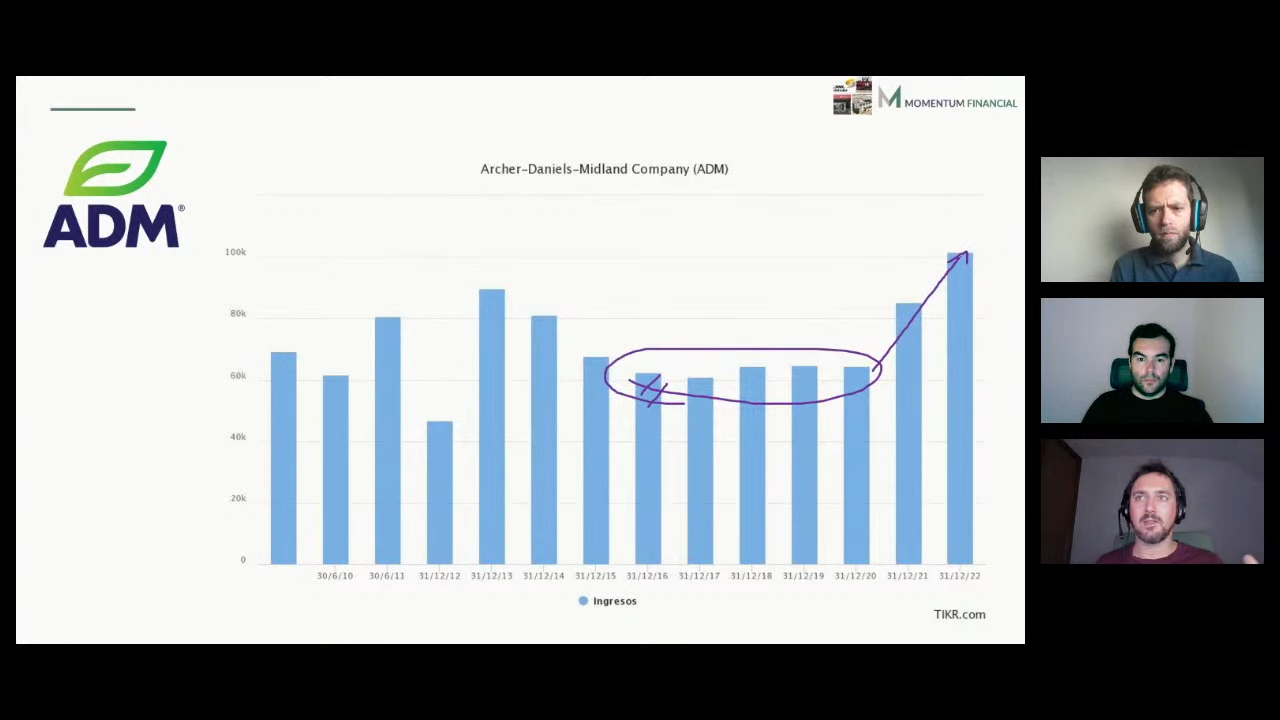 MOMENTUM FINANCIAL
ADM®
Archer-Daniels-Midland Company (ADM)
100k
80k
60k
40k
20k
0
30/6/10 30/6/11 31/12/12 31/12/13 31/12/14 31/12/15 31/12/16 31/12/17 31/12/18 31/12/19 31/12/20 31/12/21 31/12/22
Ingresos
TIKR.com